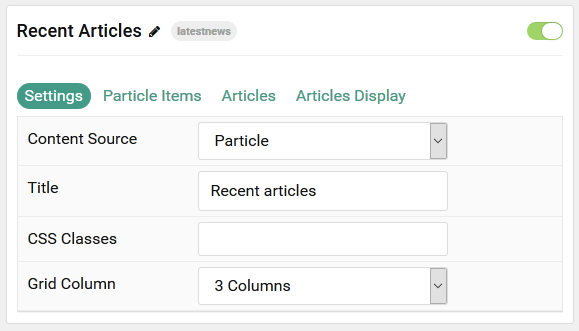 Recent Articles latestnews
Settings Particle Items Articles Articles Display
Content Source Particle
Title Recent articles
CSS Classes
Grid Column 3 Columns